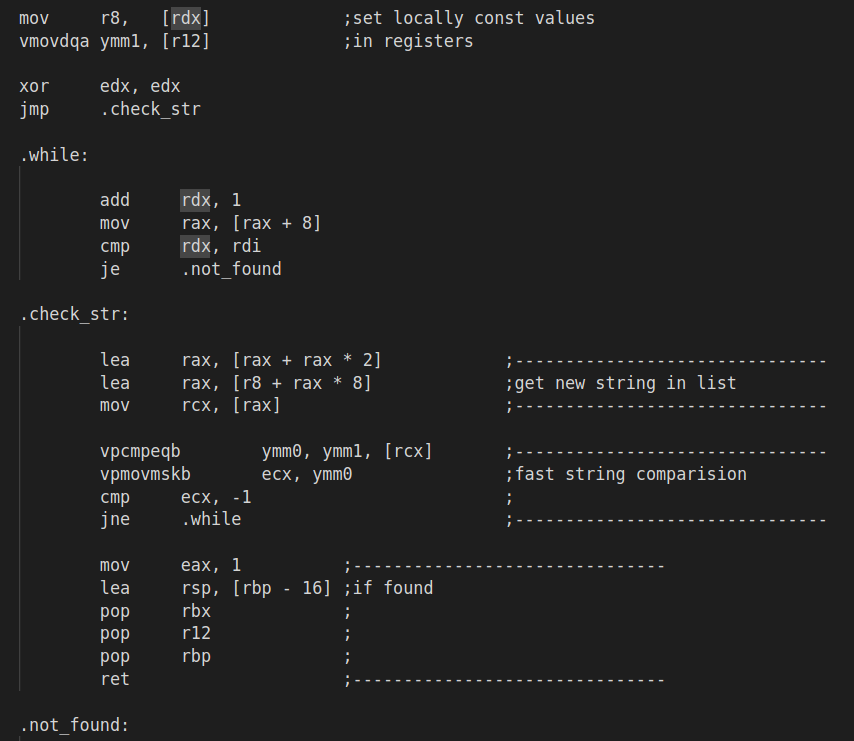 mov     r8,   [rdx]             ;set locally const values
vmovdqa ymm1, [r12]             ;in registers
xor     edx, edx
jmp     .check_str
.while:
        add     rdx, 1
        mov     rax, [rax + 8]
        cmp     rdx, rdi
        je      .not_found
.check_str:
        lea     rax, [rax + rax * 2]            ;-------------------------------
        lea     rax, [r8 + rax * 8]             ;get new string in list
        mov     rcx, [rax]                      ;-------------------------------
        vpcmpeqb        ymm0, ymm1, [rcx]       ;-------------------------------
        vpmovmskb       ecx, ymm0               ;fast string comparision
        cmp     ecx, -1                         ;
        jne     .while                          ;-------------------------------
        mov     eax, 1          ;-------------------------------
        lea     rsp, [rbp - 16] ;if found
        pop     rbx             ;
        pop     r12             ;
        pop     rbp             ;
        ret                     ;-------------------------------
.not_found: